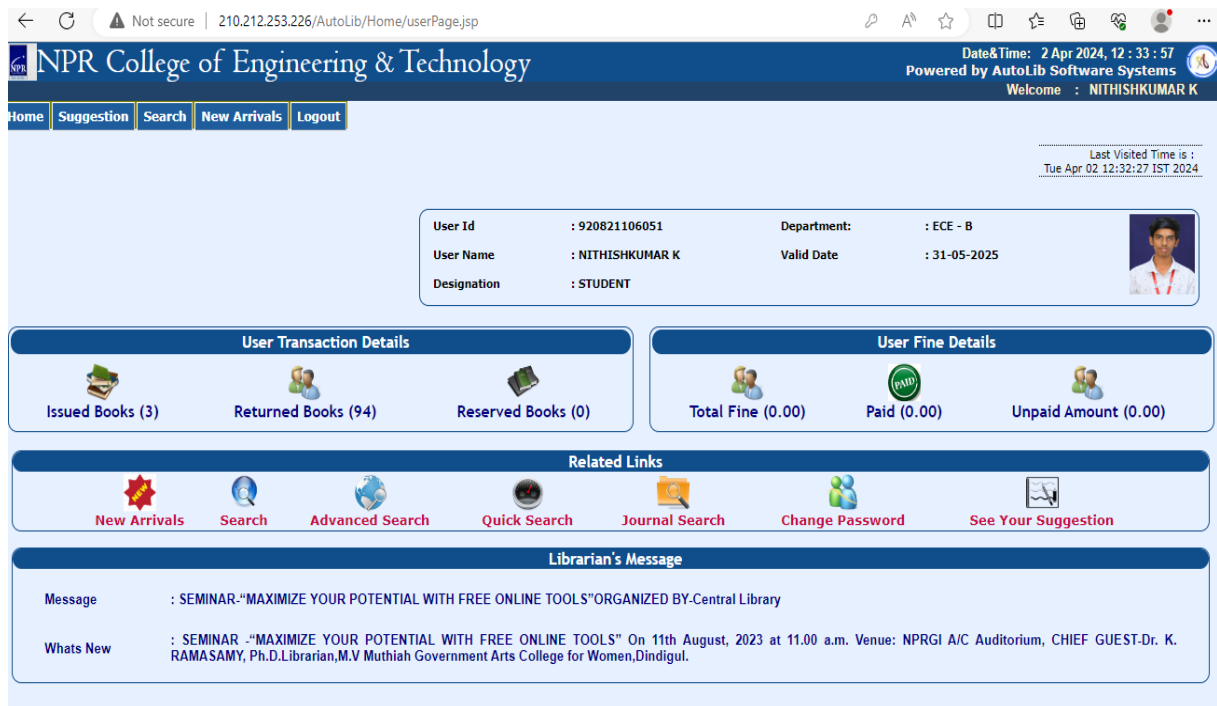 Not secure | 210.212.253.226/AutoLib/Home/userPage.jsp
NPR
NPR College of Engineering & Technology
Date&Time: 2 Apr 2024, 12 : 33 : 57
Powered by AutoLib Software Systems
Welcome : NITHISHKUMAR K
Home Suggestion Search New Arrivals Logout
Last Visited Time is :
Tue Apr 02 12:32:27 IST 2024
User Id : 920821106051 Department: : ECE - B
User Name : NITHISHKUMAR K Valid Date : 31-05-2025
Designation : STUDENT
User Transaction Details
Issued Books (3) Returned Books (94) Reserved Books (0)
User Fine Details
PAID
Total Fine (0.00) Paid (0.00) Unpaid Amount (0.00)
Related Links
NEW
New Arrivals Search Advanced Search Quick Search Journal Search Change Password See Your Suggestion
Librarian's Message
Message : SEMINAR-“MAXIMIZE YOUR POTENTIAL WITH FREE ONLINE TOOLS”ORGANIZED BY-Central Library
Whats New : SEMINAR -“MAXIMIZE YOUR POTENTIAL WITH FREE ONLINE TOOLS” On 11th August, 2023 at 11.00 a.m. Venue: NPRGI A/C Auditorium, CHIEF GUEST-Dr. K.
RAMASAMY, Ph.D.Librarian,M.V Muthiah Government Arts College for Women,Dindigul.